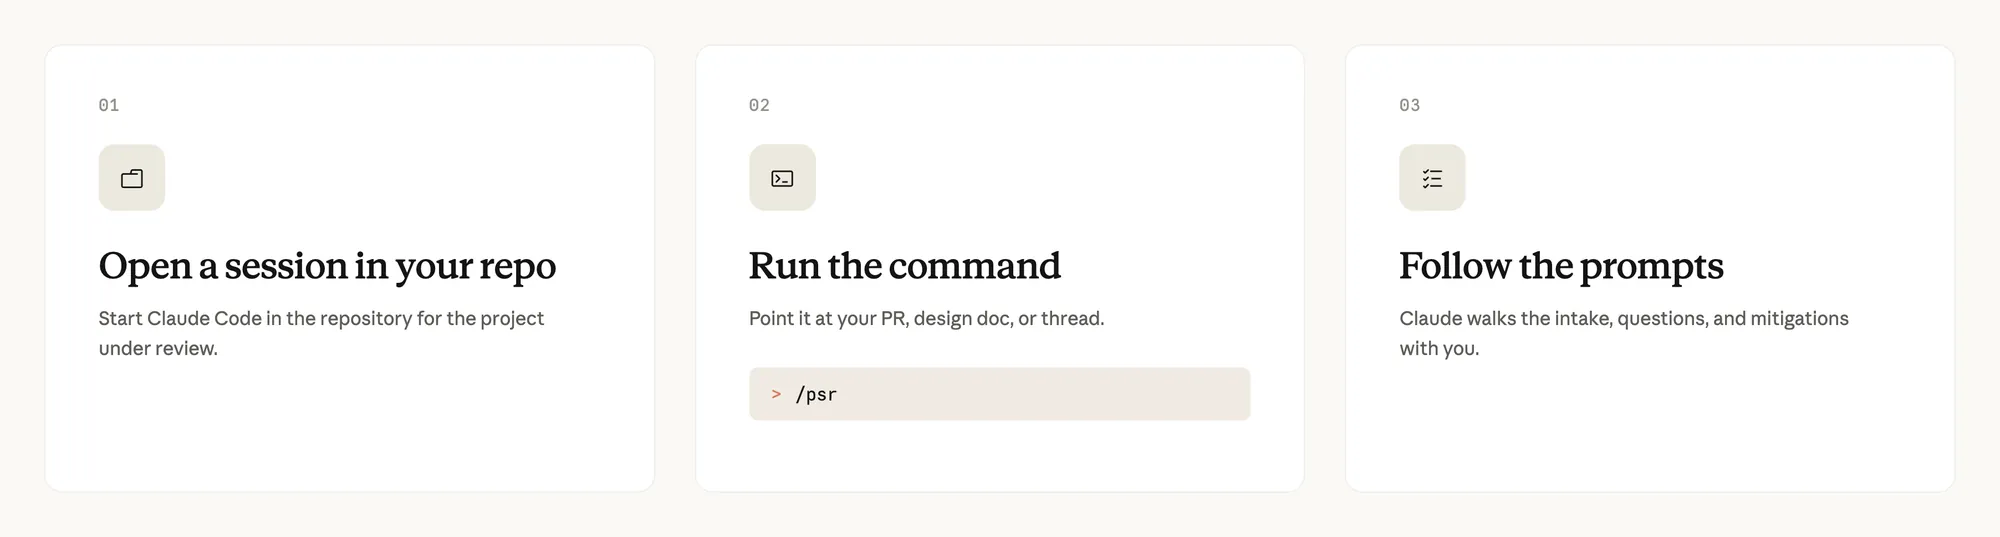 01
Open a session in your repo
Start Claude Code in the repository for the project
under review.
02
Run the command
Point it at your PR, design doc, or thread.
> /psr
03
Follow the prompts
Claude walks the intake, questions, and mitigations
with you.